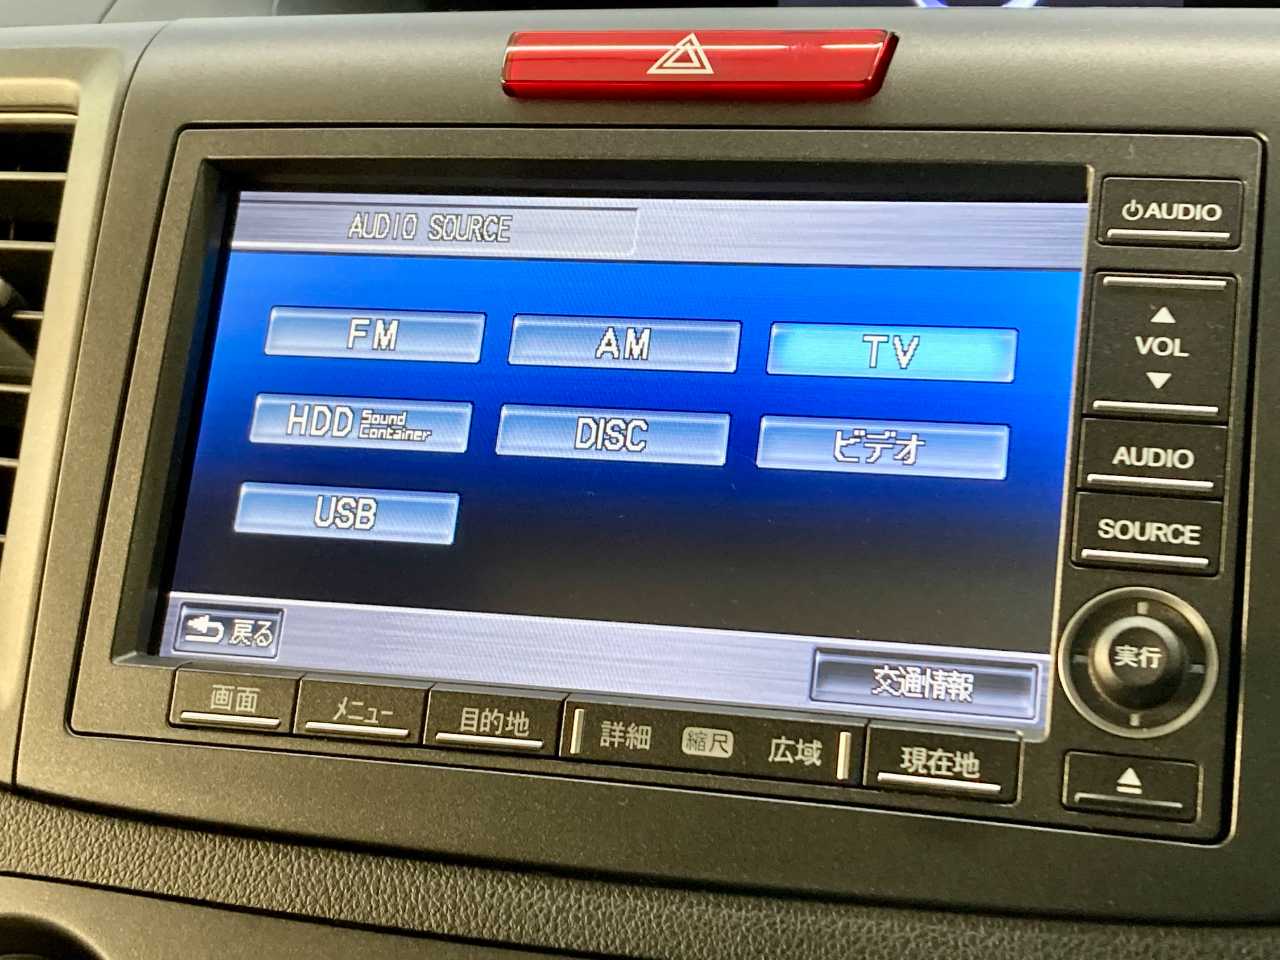 AUDIO SOURCE
FM
AM
TV
HDD Sound Container
DISC
ビデオ
USB
戻る
交通情報
AUDIO
VOL
AUDIO
SOURCE
実行
画面
メニュー
目的地
詳細
縮尺
広域
現在地